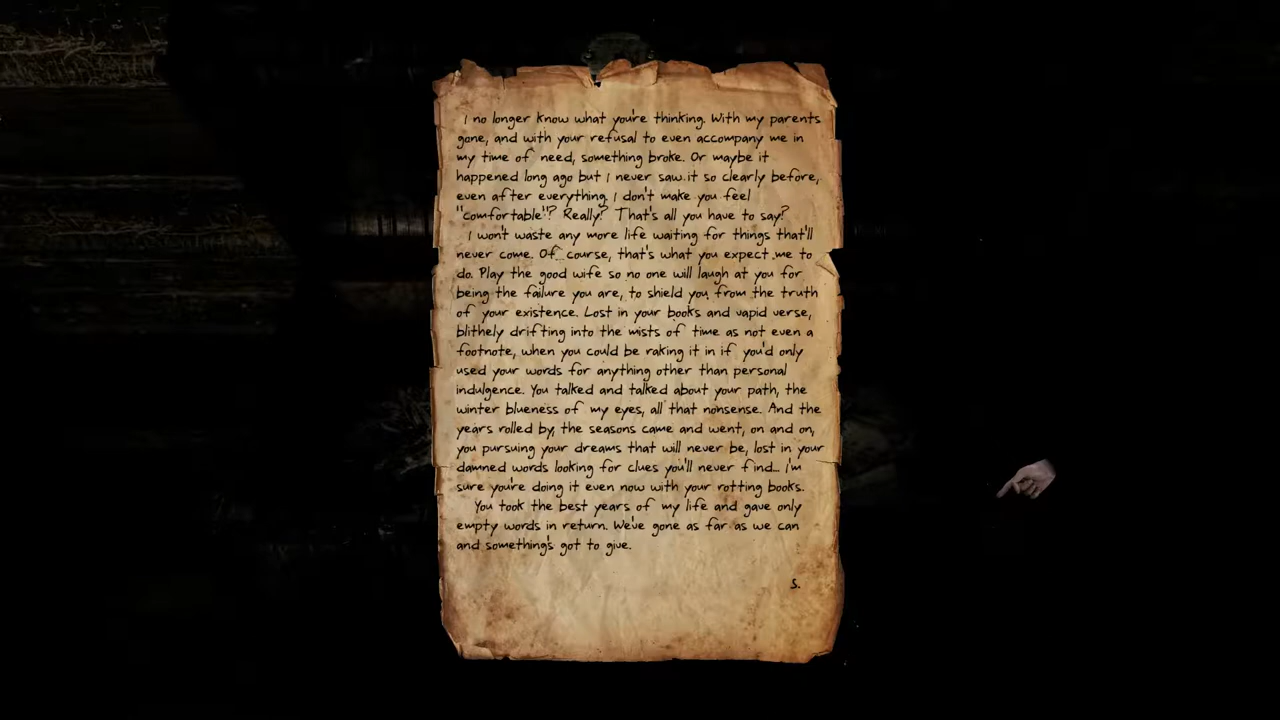 I no longer know what you're thinking. With my parents
gone, and with your refusal to even accompany me in
my time of need, something broke. Or maybe it
happened long ago but I never saw it so clearly before,
even after everything. I don't make you feel
"comfortable"? Really? That's all you have to say?
I won't waste any more life waiting for things that'll
never come. Of course, that's what you expect me to
do. Play the good wife so no one will laugh at you for
being the failure you are, to shield you from the truth
of your existence. Lost in your books and vapid verse,
blithely drifting into the mists of time as not even a
footnote, when you could be raking it in if you'd only
used your words for anything other than personal
indulgence. You talked and talked about your path, the
winter blueness of my eyes, all that nonsense. And the
years rolled by, the seasons came and went, on and on,
you pursuing your dreams that will never be, lost in your
damned words looking for clues you'll never find... I'm
sure you're doing it even now with your rotting books.
You took the best years of my life and gave only
empty words in return. We've gone as far as we can
and something's got to give.
S.